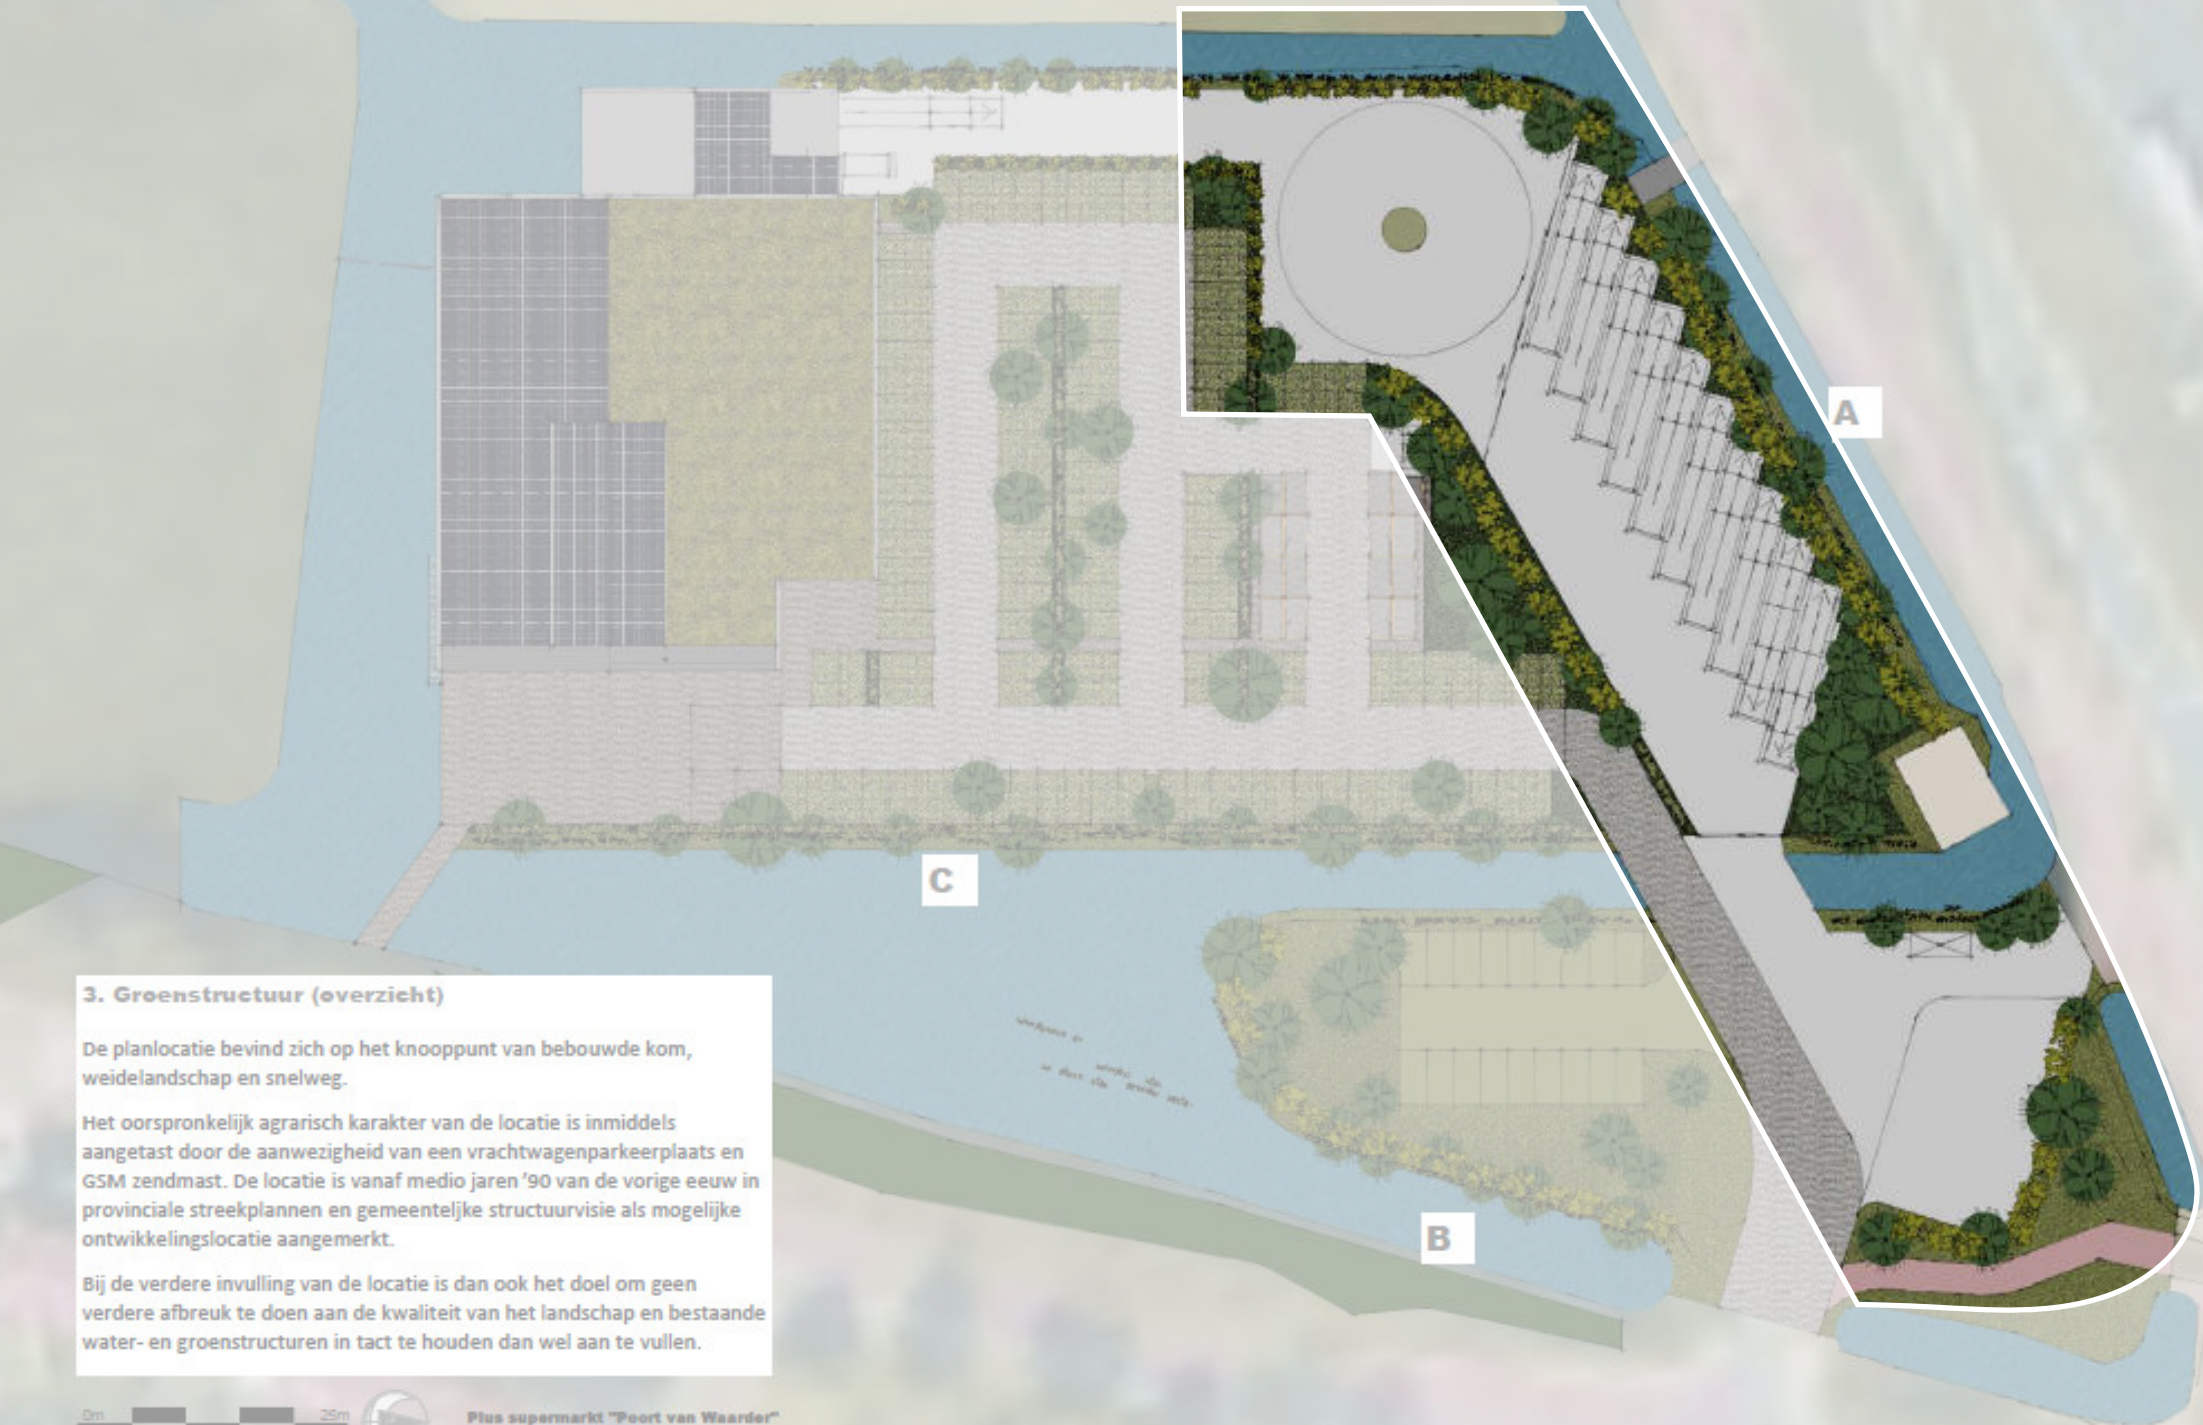 A
C
3. Groenstructuur (overzicht)
De planlocatie bevind zich op het knooppunt van bebouwde kom,
weidelandschap en snelweg.
Het oorspronkelijk agrarisch karakter van de locatie is inmiddels
aangetast door de aanwezigheid van een vrachtwagenparkeerplaats en
GSM zendmast. De locatie is vanaf medio jaren '90 van de vorige eeuw in
provinciale streekplannen en gemeenteljke structuurvisie als mogelijke
ontwikkelingslocatie aangemerkt.
Bij de verdere invulling van de locatie is dan ook het doel om geen
verdere afbreuk te doen aan de kwaliteit van het landschap en bestaande
water- en groenstructuren in tact te houden dan wel aan te vullen.
B
0m 25m
Plus supermarkt "Poort van Waarder"